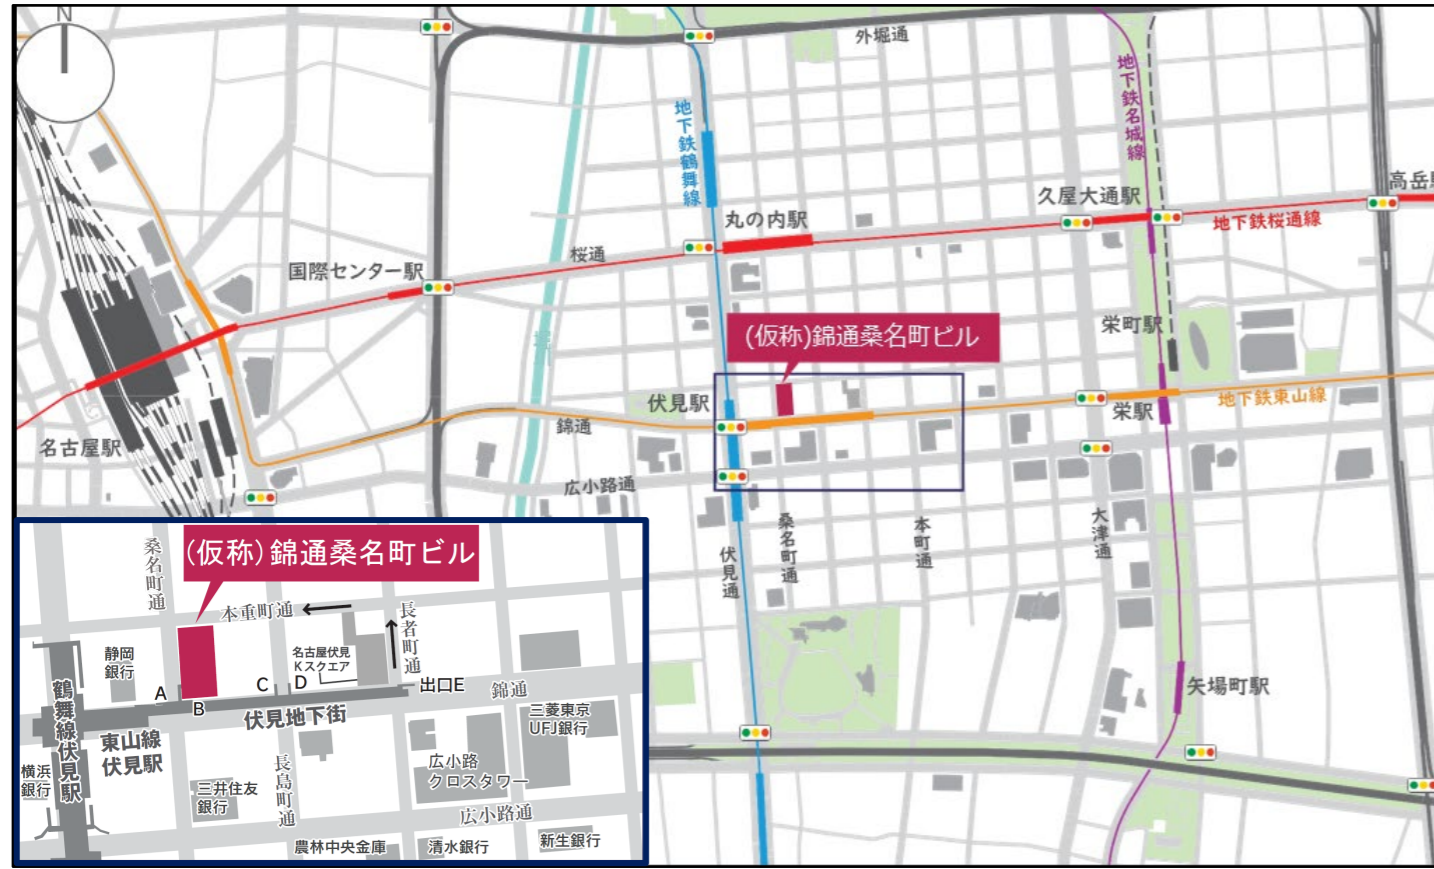 N
外堀通
地下鉄鶴舞線
地下鉄名城線
高岳
久屋大通駅
丸の内駅
地下鉄桜通線
桜通
国際センター駅
栄町駅
(仮称)錦通桑名町ビル
伏見駅
栄駅
地下鉄東山線
名古屋駅
錦通
広小路通
桑名町通
本町通
大津通
伏見通
矢場町駅
桑名町通
(仮称)錦通桑名町ビル
本重町通
長者町通
静岡
銀行
名古屋伏見
Kスクエア
A
B
C
D
出口E
錦通
鶴舞線伏見駅
伏見地下街
東山線
伏見駅
三菱東京
UFJ銀行
横浜
銀行
三井住友
銀行
長島町通
広小路
クロスタワー
広小路通
農林中央金庫
清水銀行
新生銀行